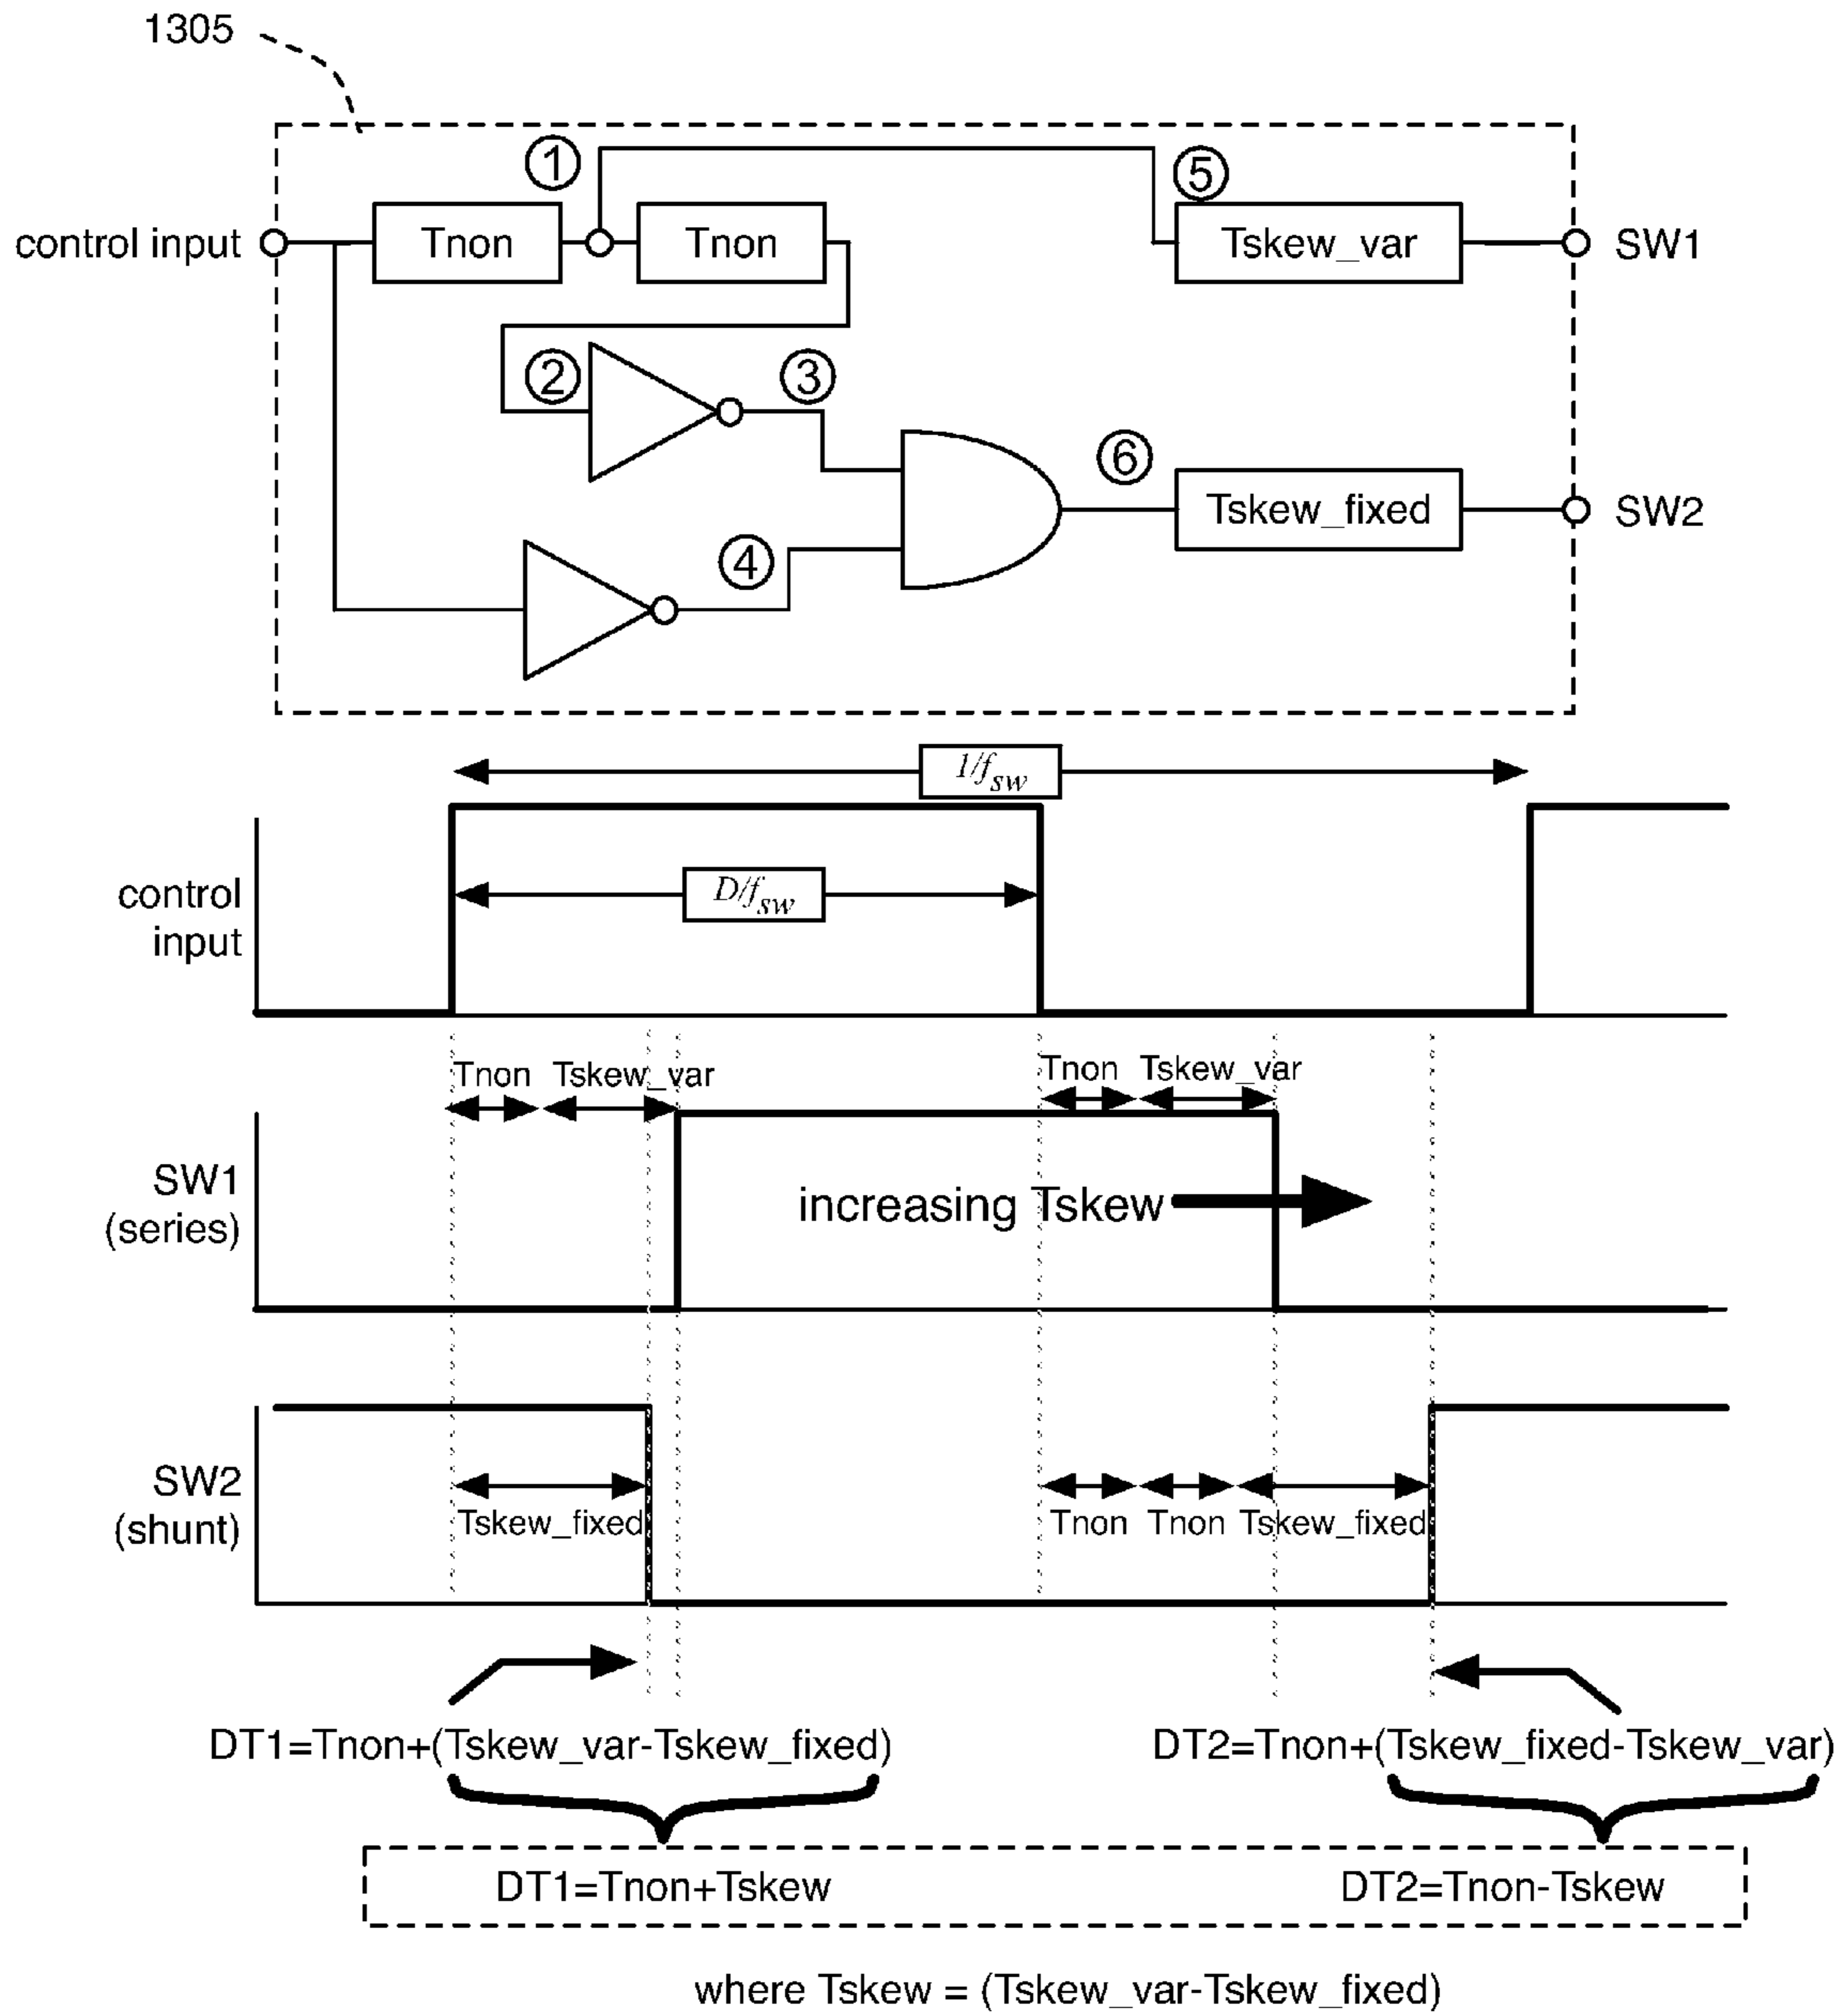 1305
①
⑤
control input
Tnon
Tnon
Tskew_var
SW1
②
③
⑥
Tskew_fixed
SW2
④
1/fsw
control
input
D/fsw
Tnon
Tskew_var
Tnon
Tskew_var
SW1
(series)
increasing Tskew
SW2
(shunt)
Tskew_fixed
Tnon
Tnon
Tskew_fixed
DT1=Tnon+(Tskew_var-Tskew_fixed)
DT2=Tnon+(Tskew_fixed-Tskew_var)
DT1=Tnon+Tskew
DT2=Tnon-Tskew
where Tskew = (Tskew_var-Tskew_fixed)